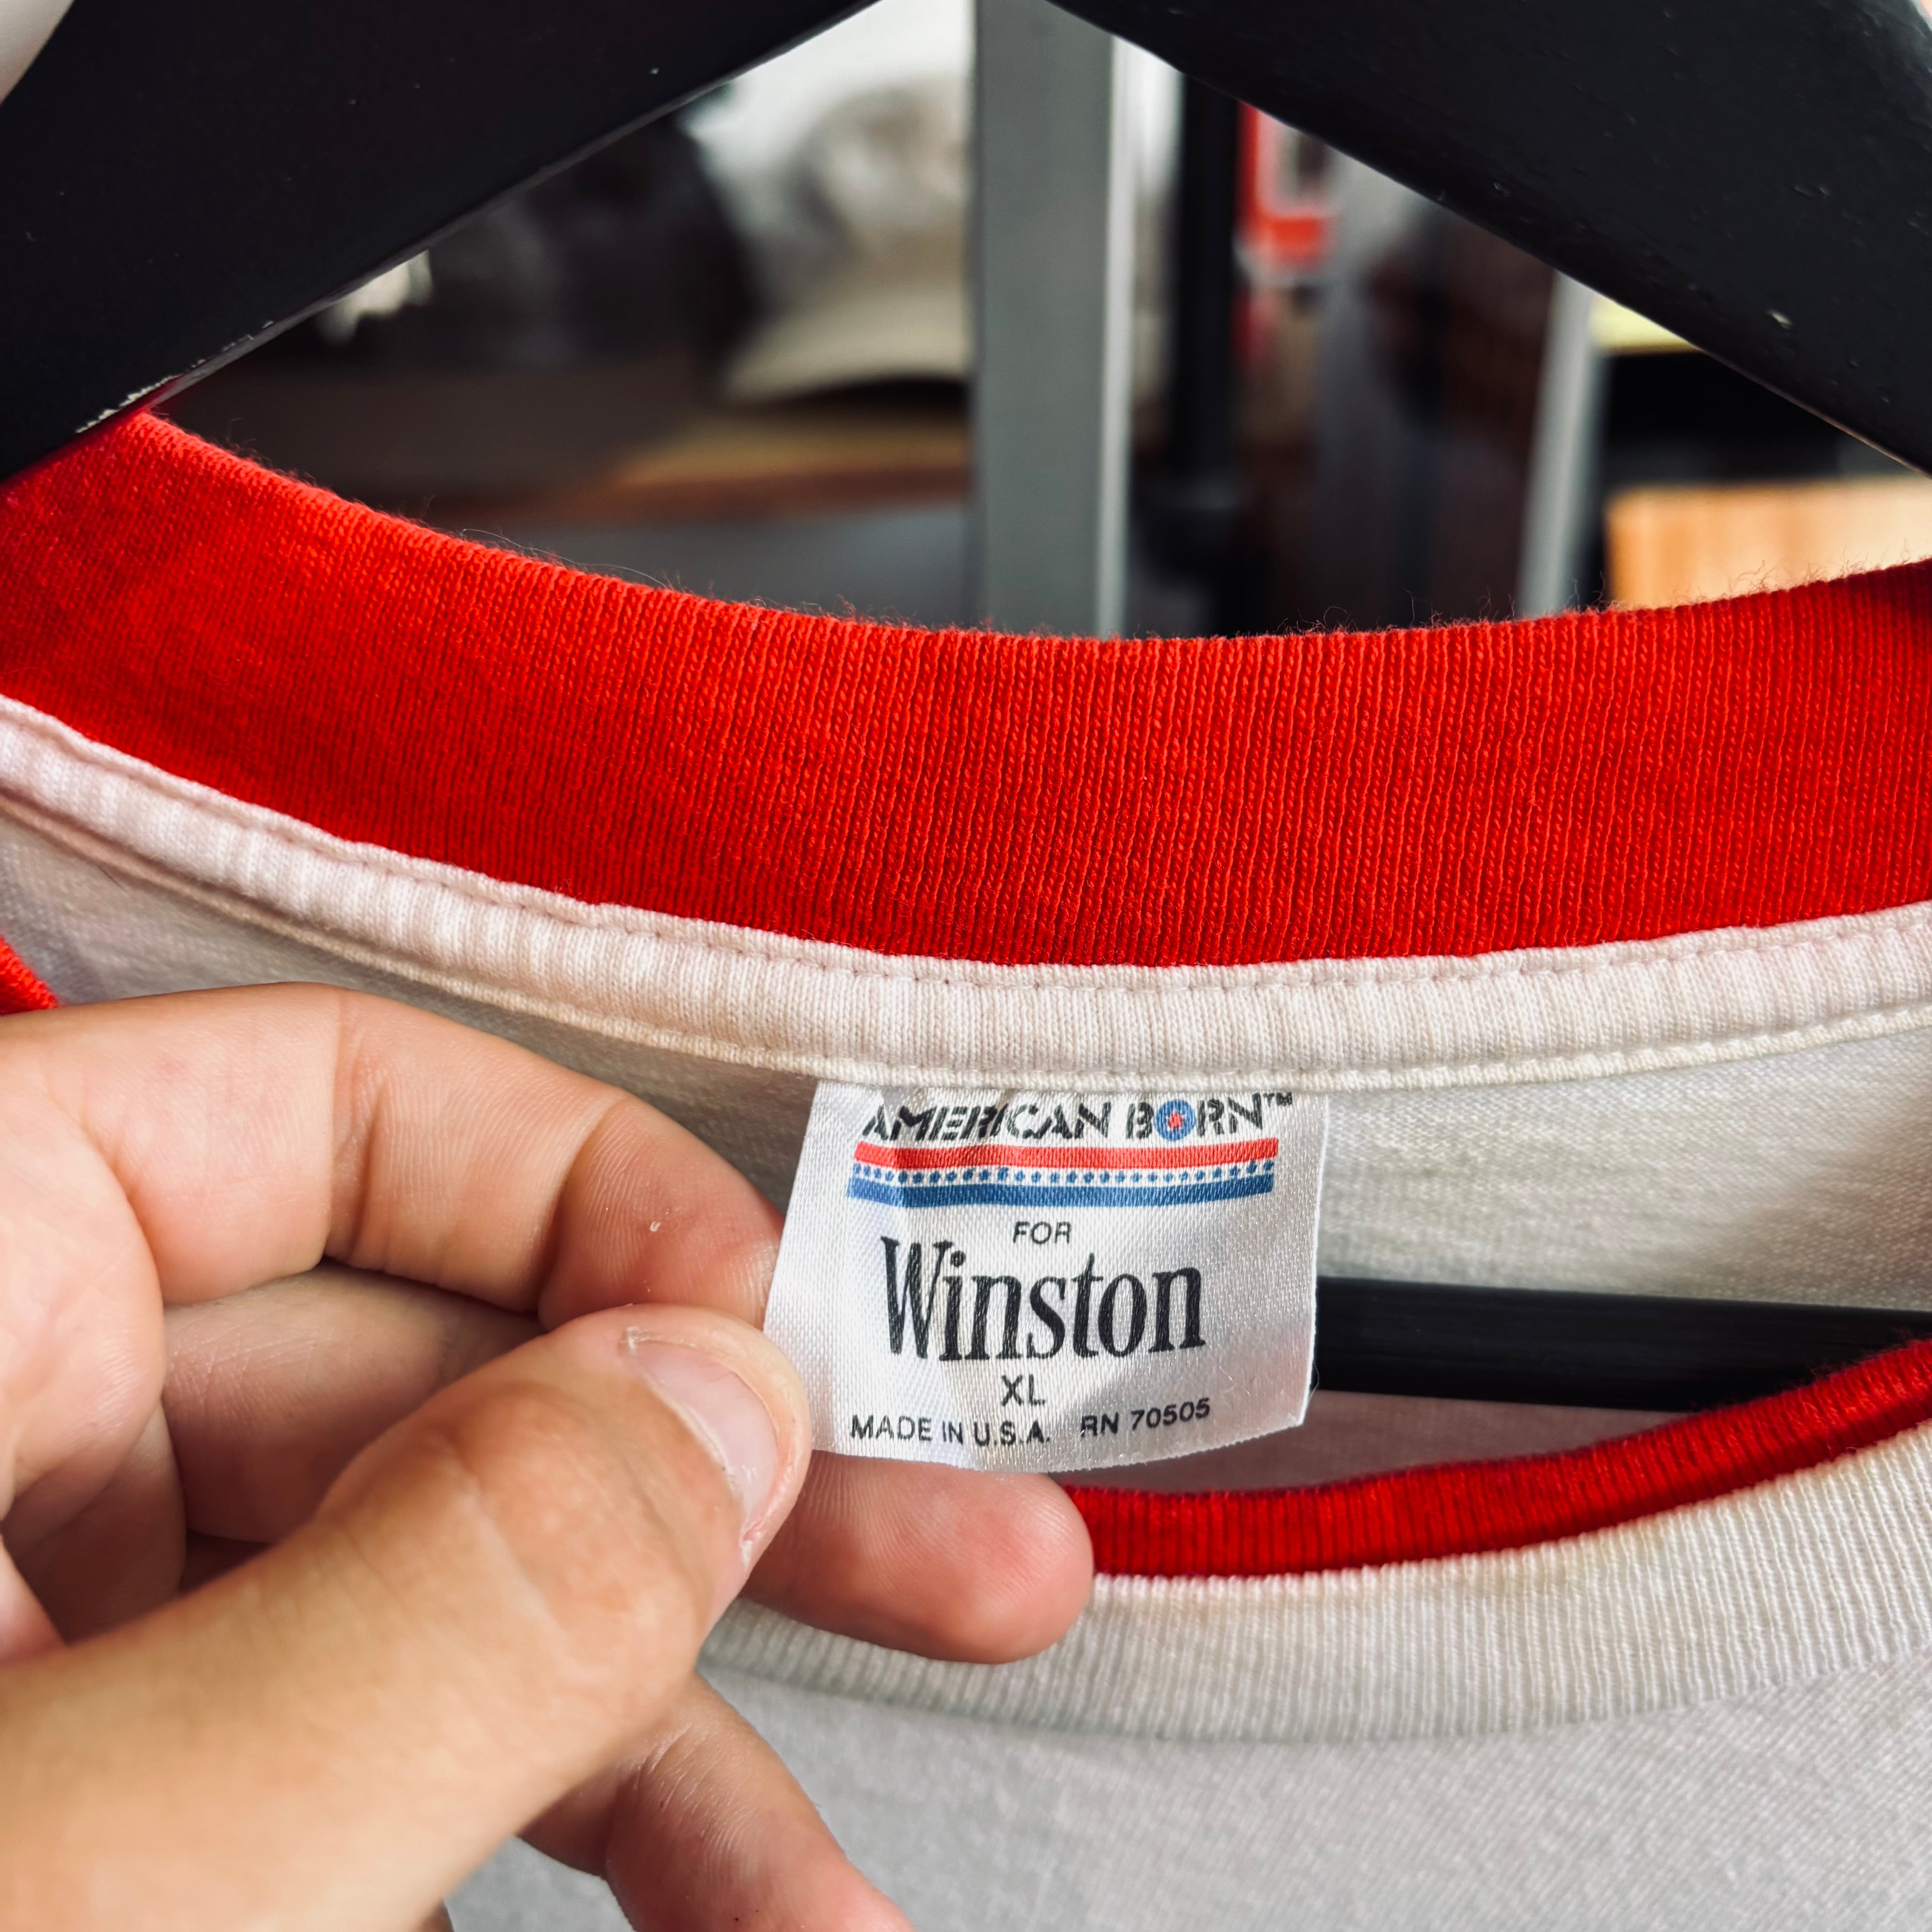 AMERICAN BORN™
FOR
Winston
XL
MADE IN U.S.A. RN 70505